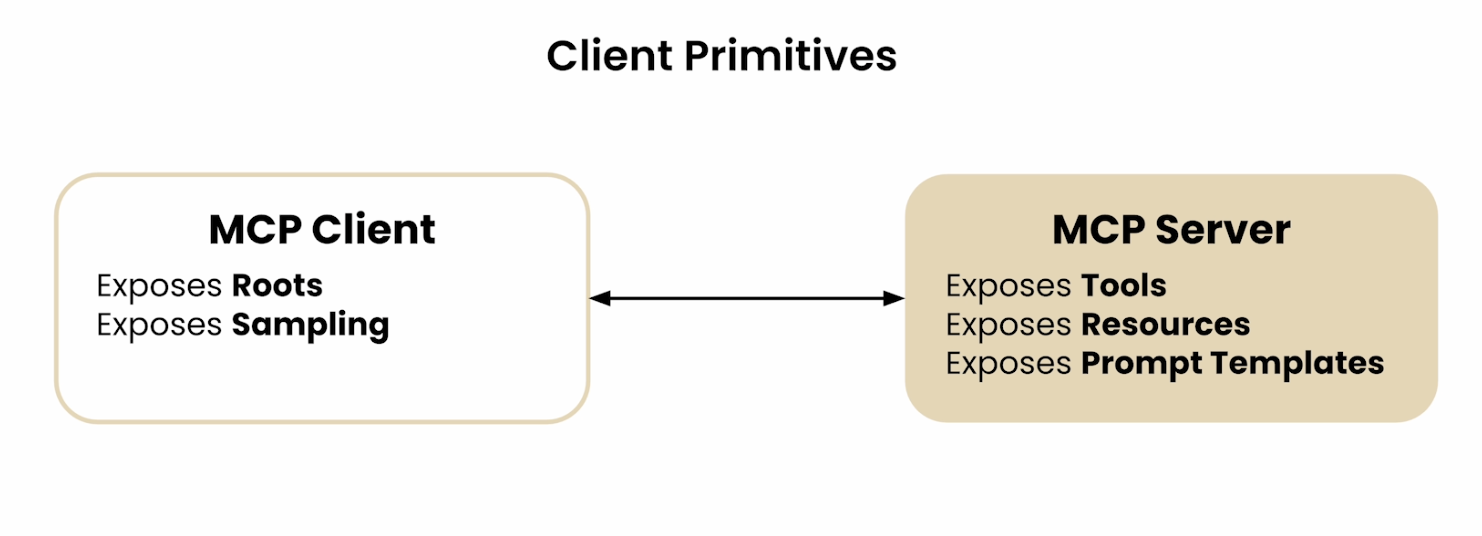 Client Primitives
MCP Client
Exposes Roots
Exposes Sampling
MCP Server
Exposes Tools
Exposes Resources
Exposes Prompt Templates